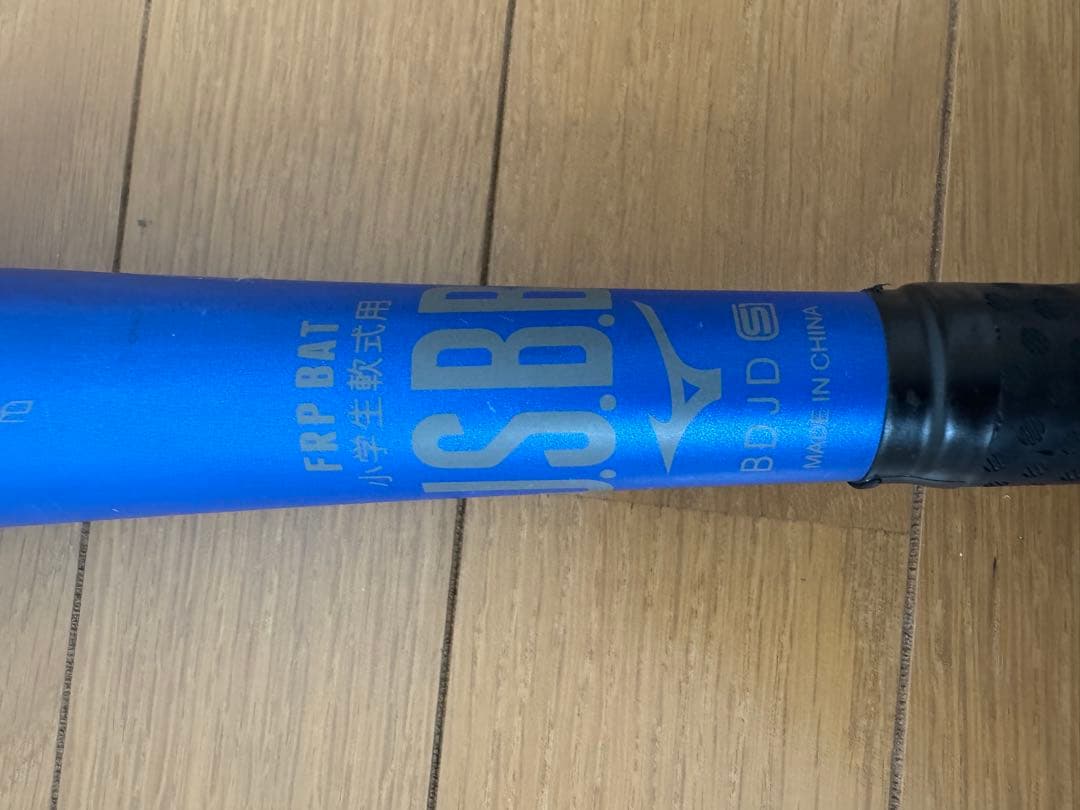 FRP BAT
小学生軟式用
J.S.B.B
BDJD
MADE IN CHINA